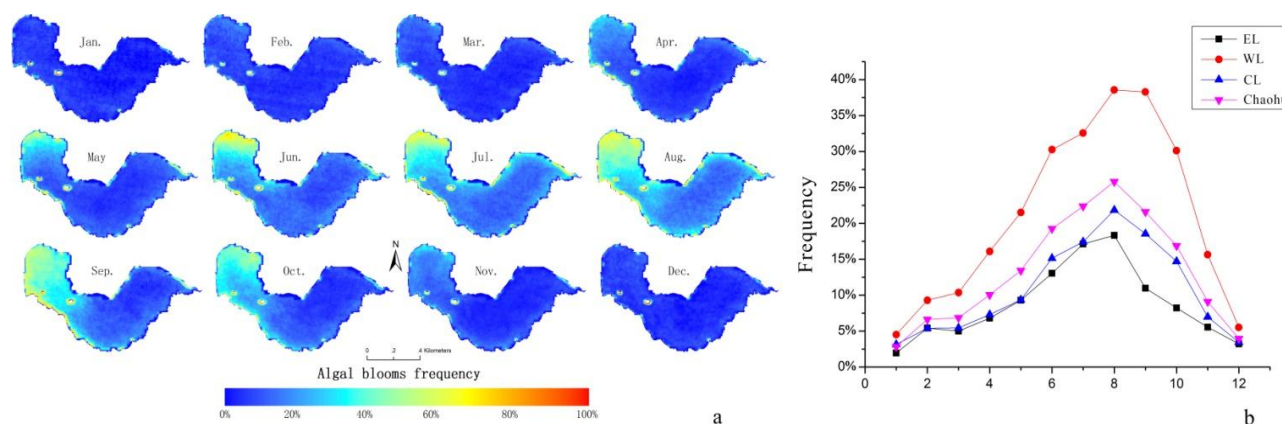 Jan.
Feb.
Mar.
Apr.
May
Jun.
Jul.
Aug.
Sep.
Oct.
N
Nov.
Dec.
0 2 4 Kilometers
Algal blooms frequency
0% 20% 40% 60% 80% 100%
a
EL
WL
CL
Chaohu
40%
35%
30%
25%
20%
15%
10%
5%
0%
Frequency
0 2 4 6 8 10 12
b